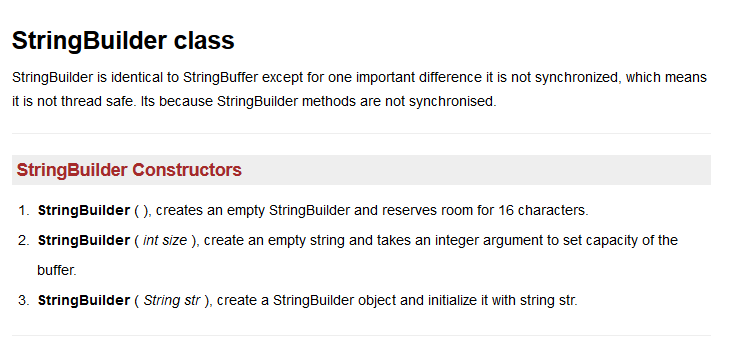 StringBuilder class
StringBuilder is identical to StringBuffer except for one important difference it is not synchronized, which means
it is not thread safe. Its because StringBuilder methods are not synchronised.
StringBuilder Constructors
1. StringBuilder ( ), creates an empty StringBuilder and reserves room for 16 characters.
2. StringBuilder ( int size ), create an empty string and takes an integer argument to set capacity of the
buffer.
3. StringBuilder ( String str ), create a StringBuilder object and initialize it with string str.